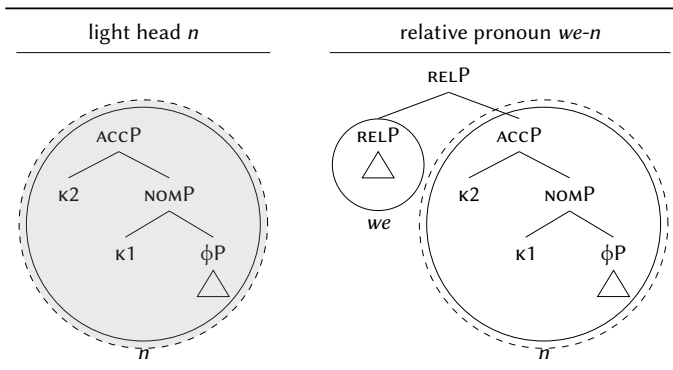 light head n
relative pronoun we-n
RELP
ACCP
RELP
ACCP
K2
NOMP
we
K2
NOMP
K1
ϕP
K1
ϕP
n
n